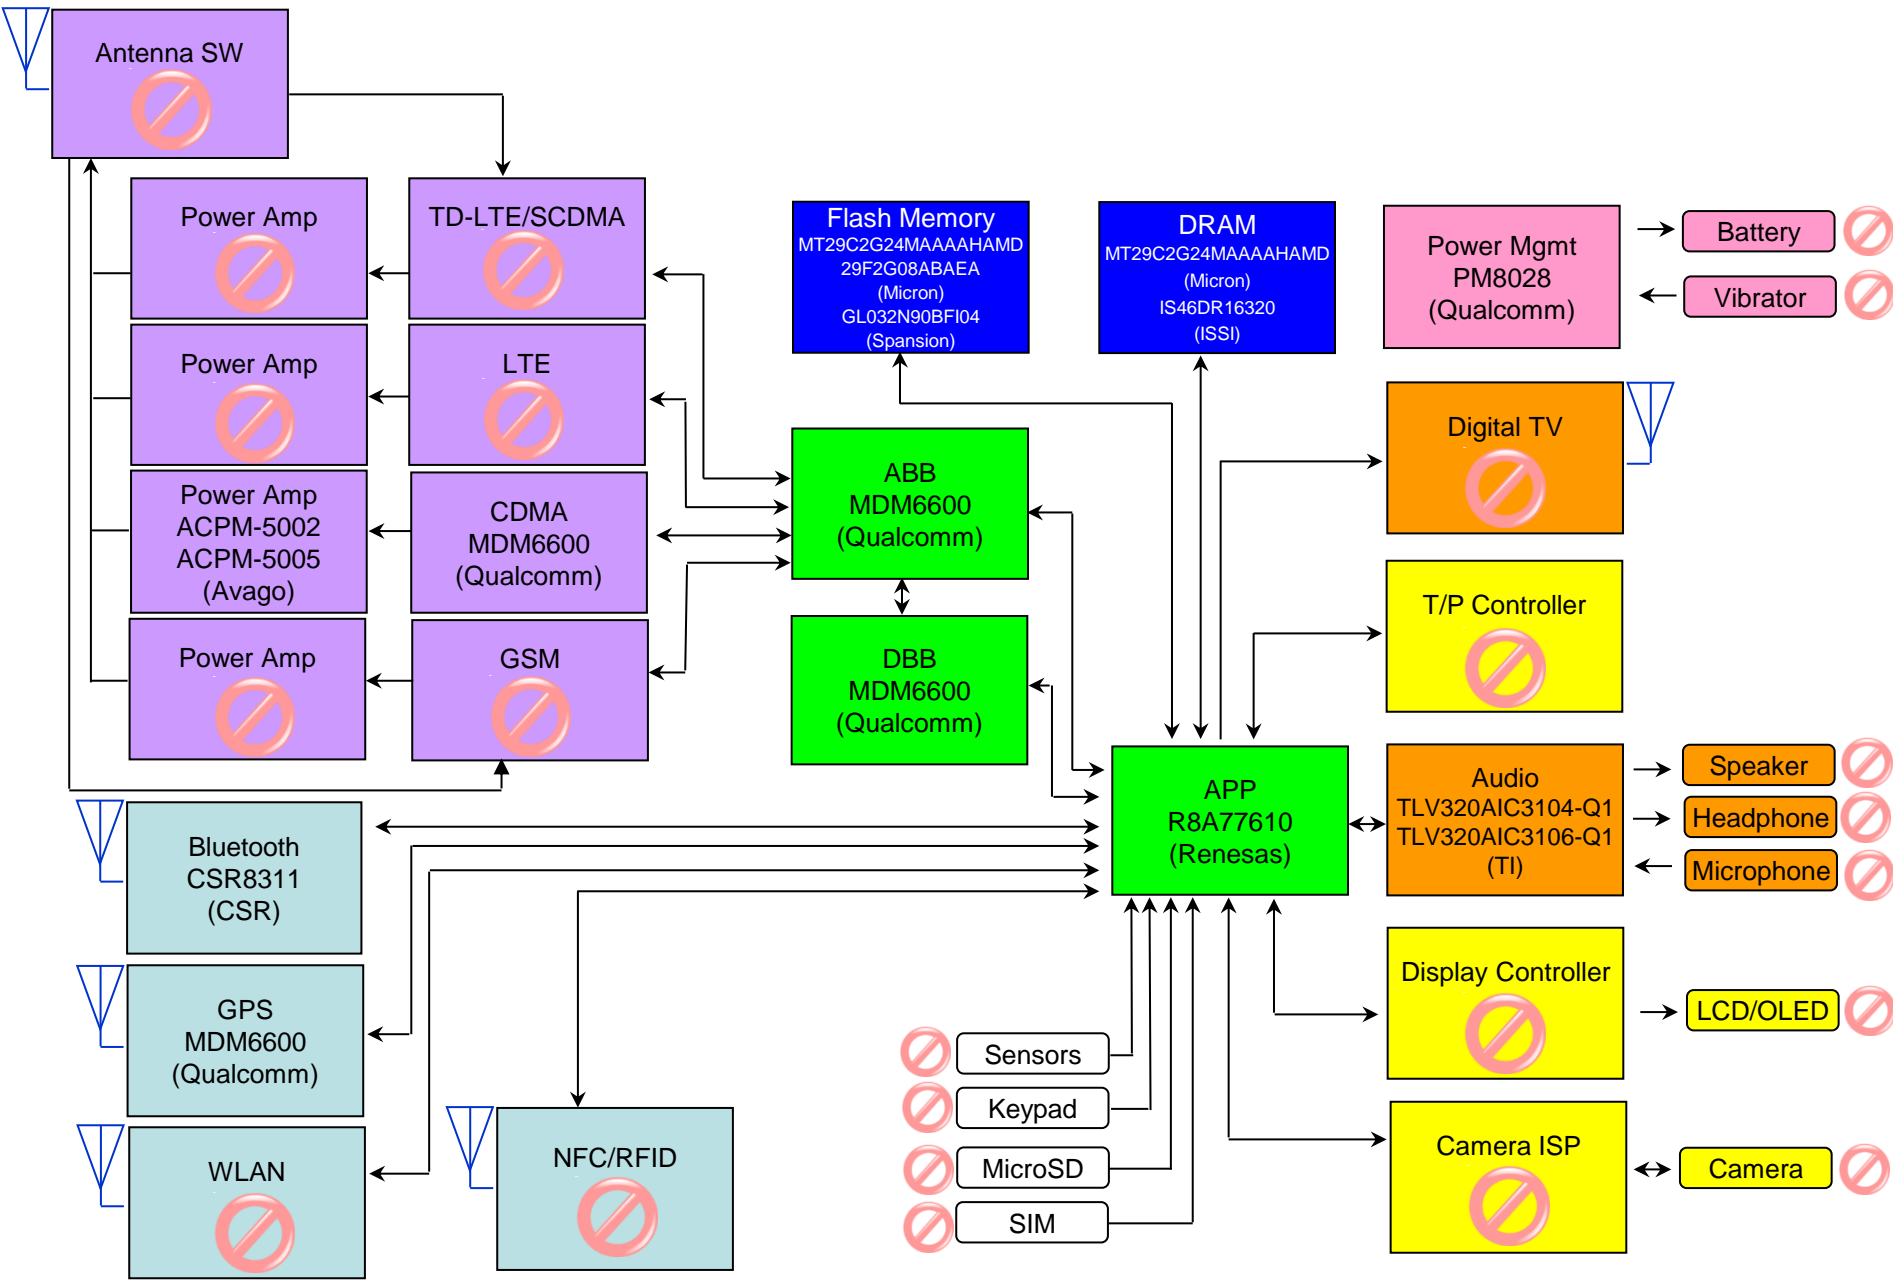 Antenna SW
Power Amp
TD-LTE/SCDMA
Power Amp
LTE
Power Amp
ACPM-5002
ACPM-5005
(Avago)
CDMA
MDM6600
(Qualcomm)
Power Amp
GSM
Flash Memory
MT29C2G24MAAAAHAMD
29F2G08ABAEA
(Micron)
GL032N90BFI04
(Spansion)
DRAM
MT29C2G24MAAAAHAMD
(Micron)
IS46DR16320
(ISSI)
Power Mgmt
PM8028
(Qualcomm)
Battery
Vibrator
ABB
MDM6600
(Qualcomm)
DBB
MDM6600
(Qualcomm)
Digital TV
T/P Controller
APP
R8A77610
(Renesas)
Audio
TLV320AIC3104-Q1
TLV320AIC3106-Q1
(TI)
Speaker
Headphone
Microphone
Bluetooth
CSR8311
(CSR)
GPS
MDM6600
(Qualcomm)
WLAN
NFC/RFID
Sensors
Keypad
MicroSD
SIM
Display Controller
LCD/OLED
Camera ISP
Camera